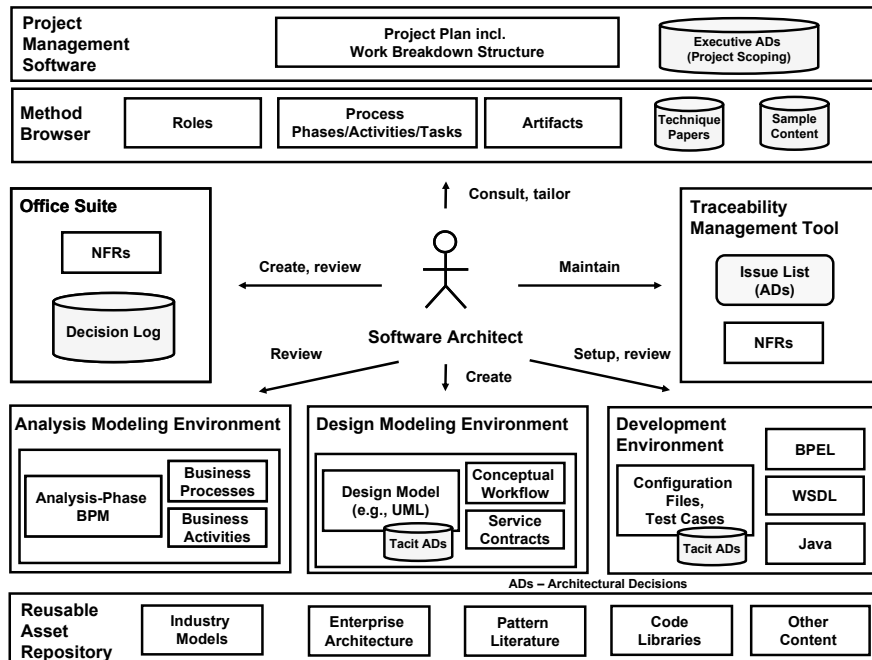 Project
Management
Software
Project Plan incl.
Work Breakdown Structure
Executive ADs
(Project Scoping)
Method
Browser
Roles
Process
Phases/Activities/Tasks
Artifacts
Technique
Papers
Sample
Content
Office Suite
NFRs
Decision Log
Consult, tailor
Create, review
Maintain
Software Architect
Review
Create
Setup, review
Traceability
Management Tool
Issue List
(ADs)
NFRs
Analysis Modeling Environment
Analysis-Phase
BPM
Business
Processes
Business
Activities
Design Modeling Environment
Design Model
(e.g., UML)
Tacit ADs
Conceptual
Workflow
Service
Contracts
Development
Environment
Configuration
Files,
Test Cases
Tacit ADs
BPEL
WSDL
Java
ADs – Architectural Decisions
Reusable
Asset
Repository
Industry
Models
Enterprise
Architecture
Pattern
Literature
Code
Libraries
Other
Content